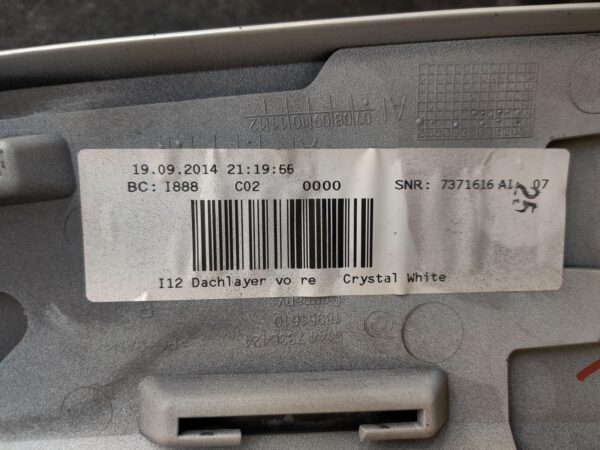 19.09.2014 21:19:56
BC: I888 C02 0000 SNR: 7371616 AI 07
25
I12 Dachlayer vo re Crystal White